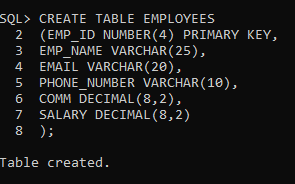 SQL> CREATE TABLE EMPLOYEES
2 (EMP_ID NUMBER(4) PRIMARY KEY,
3 EMP_NAME VARCHAR(25),
4 EMAIL VARCHAR(20),
5 PHONE_NUMBER VARCHAR(10),
6 COMM DECIMAL(8,2),
7 SALARY DECIMAL(8,2)
8 );
Table created.